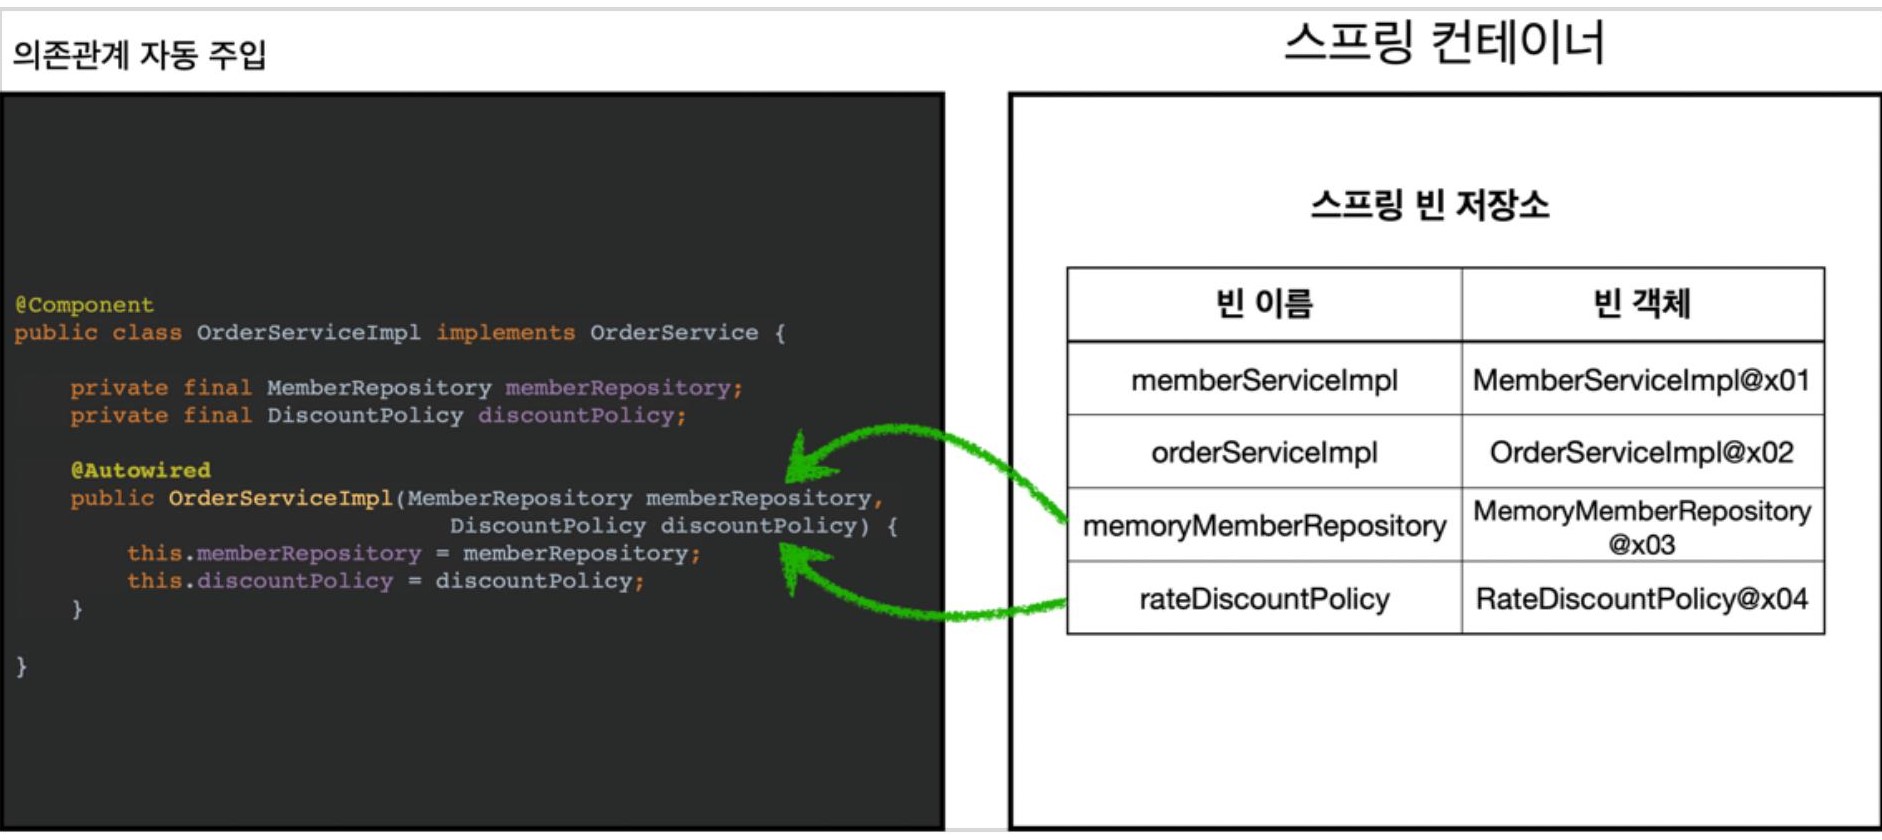 의존관계 자동 주입
@Component
public class OrderServiceImpl implements OrderService {
private final MemberRepository memberRepository;
private final DiscountPolicy discountPolicy;
@Autowired
public OrderServiceImpl(MemberRepository memberRepository,
DiscountPolicy discountPolicy) {
this.memberRepository = memberRepository;
this.discountPolicy = discountPolicy;
}
}
스프링 컨테이너
스프링 빈 저장소
빈 이름 빈 객체
memberServiceImpl MemberServiceImpl@x01
orderServiceImpl OrderServiceImpl@x02
memoryMemberRepository MemoryMemberRepository
@x03
rateDiscountPolicy RateDiscountPolicy@x04